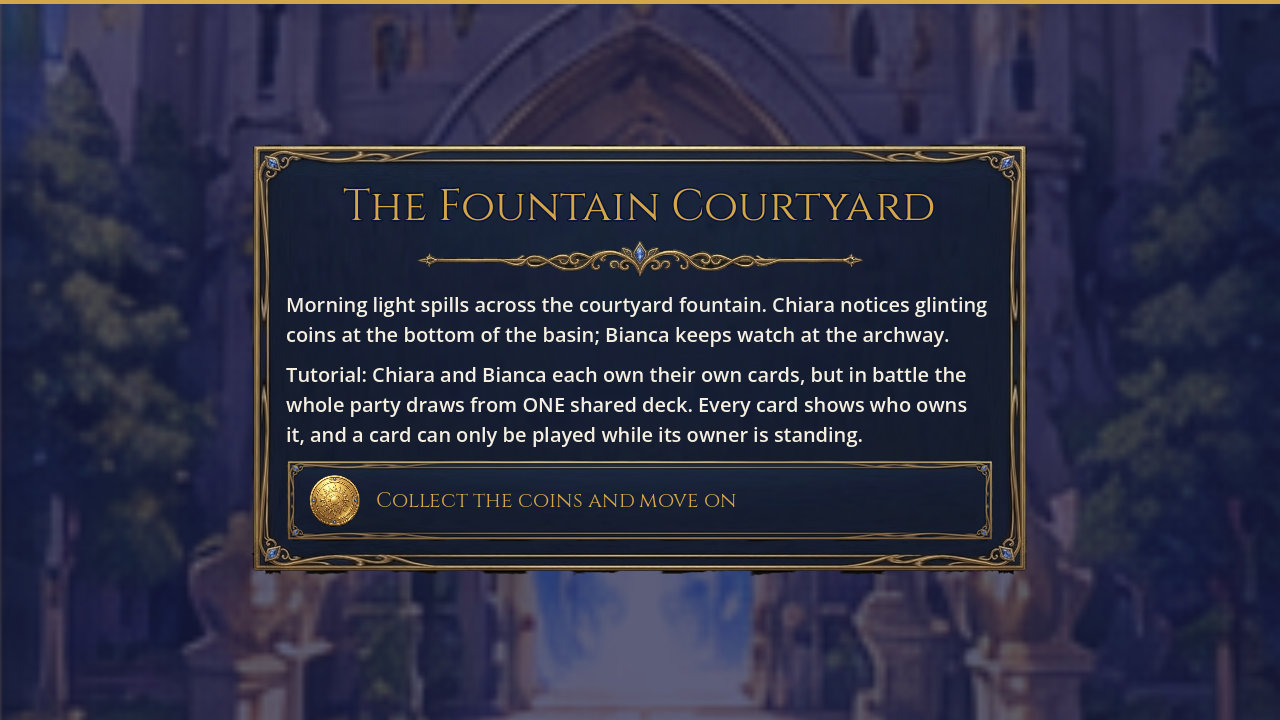 The Fountain Courtyard
Morning light spills across the courtyard fountain. Chiara notices glinting
coins at the bottom of the basin; Bianca keeps watch at the archway.
Tutorial: Chiara and Bianca each own their own cards, but in battle the
whole party draws from ONE shared deck. Every card shows who owns
it, and a card can only be played while its owner is standing.
Collect the coins and move on